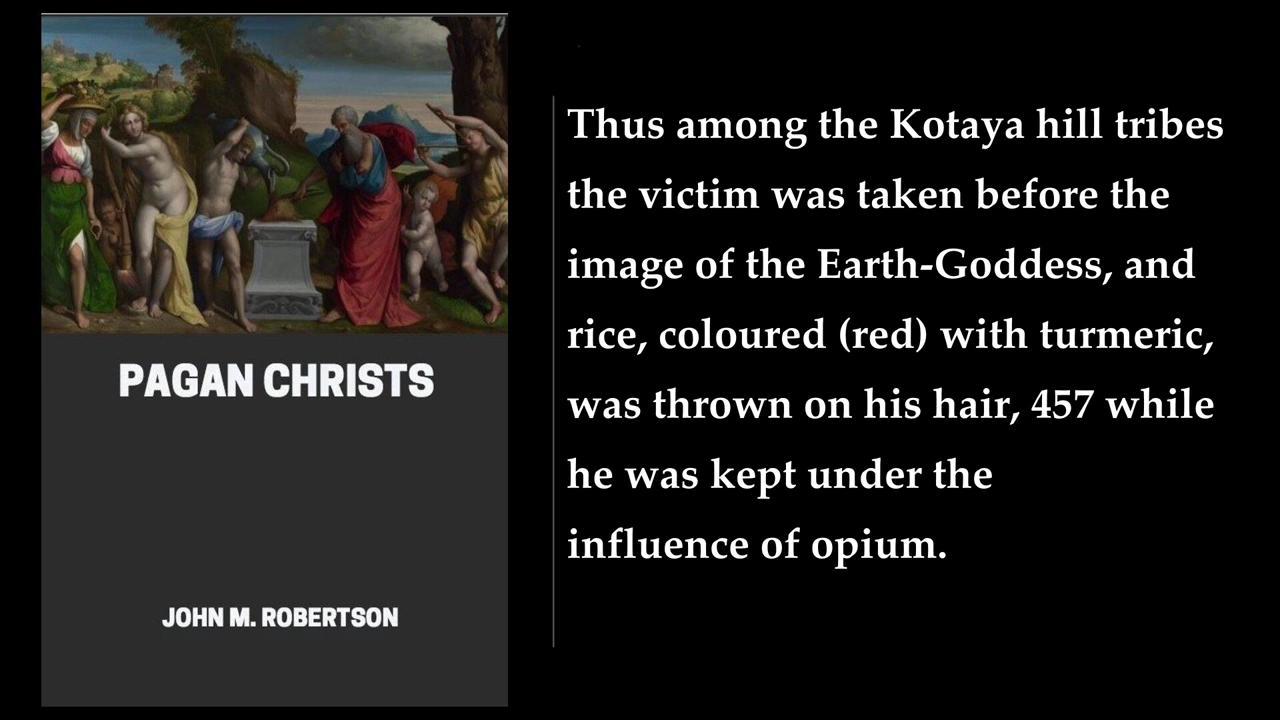 PAGAN CHRISTS
JOHN M. ROBERTSON
Thus among the Kotaya hill tribes
the victim was taken before the
image of the Earth-Goddess, and
rice, coloured (red) with turmeric,
was thrown on his hair, 457 while
he was kept under the
influence of opium.